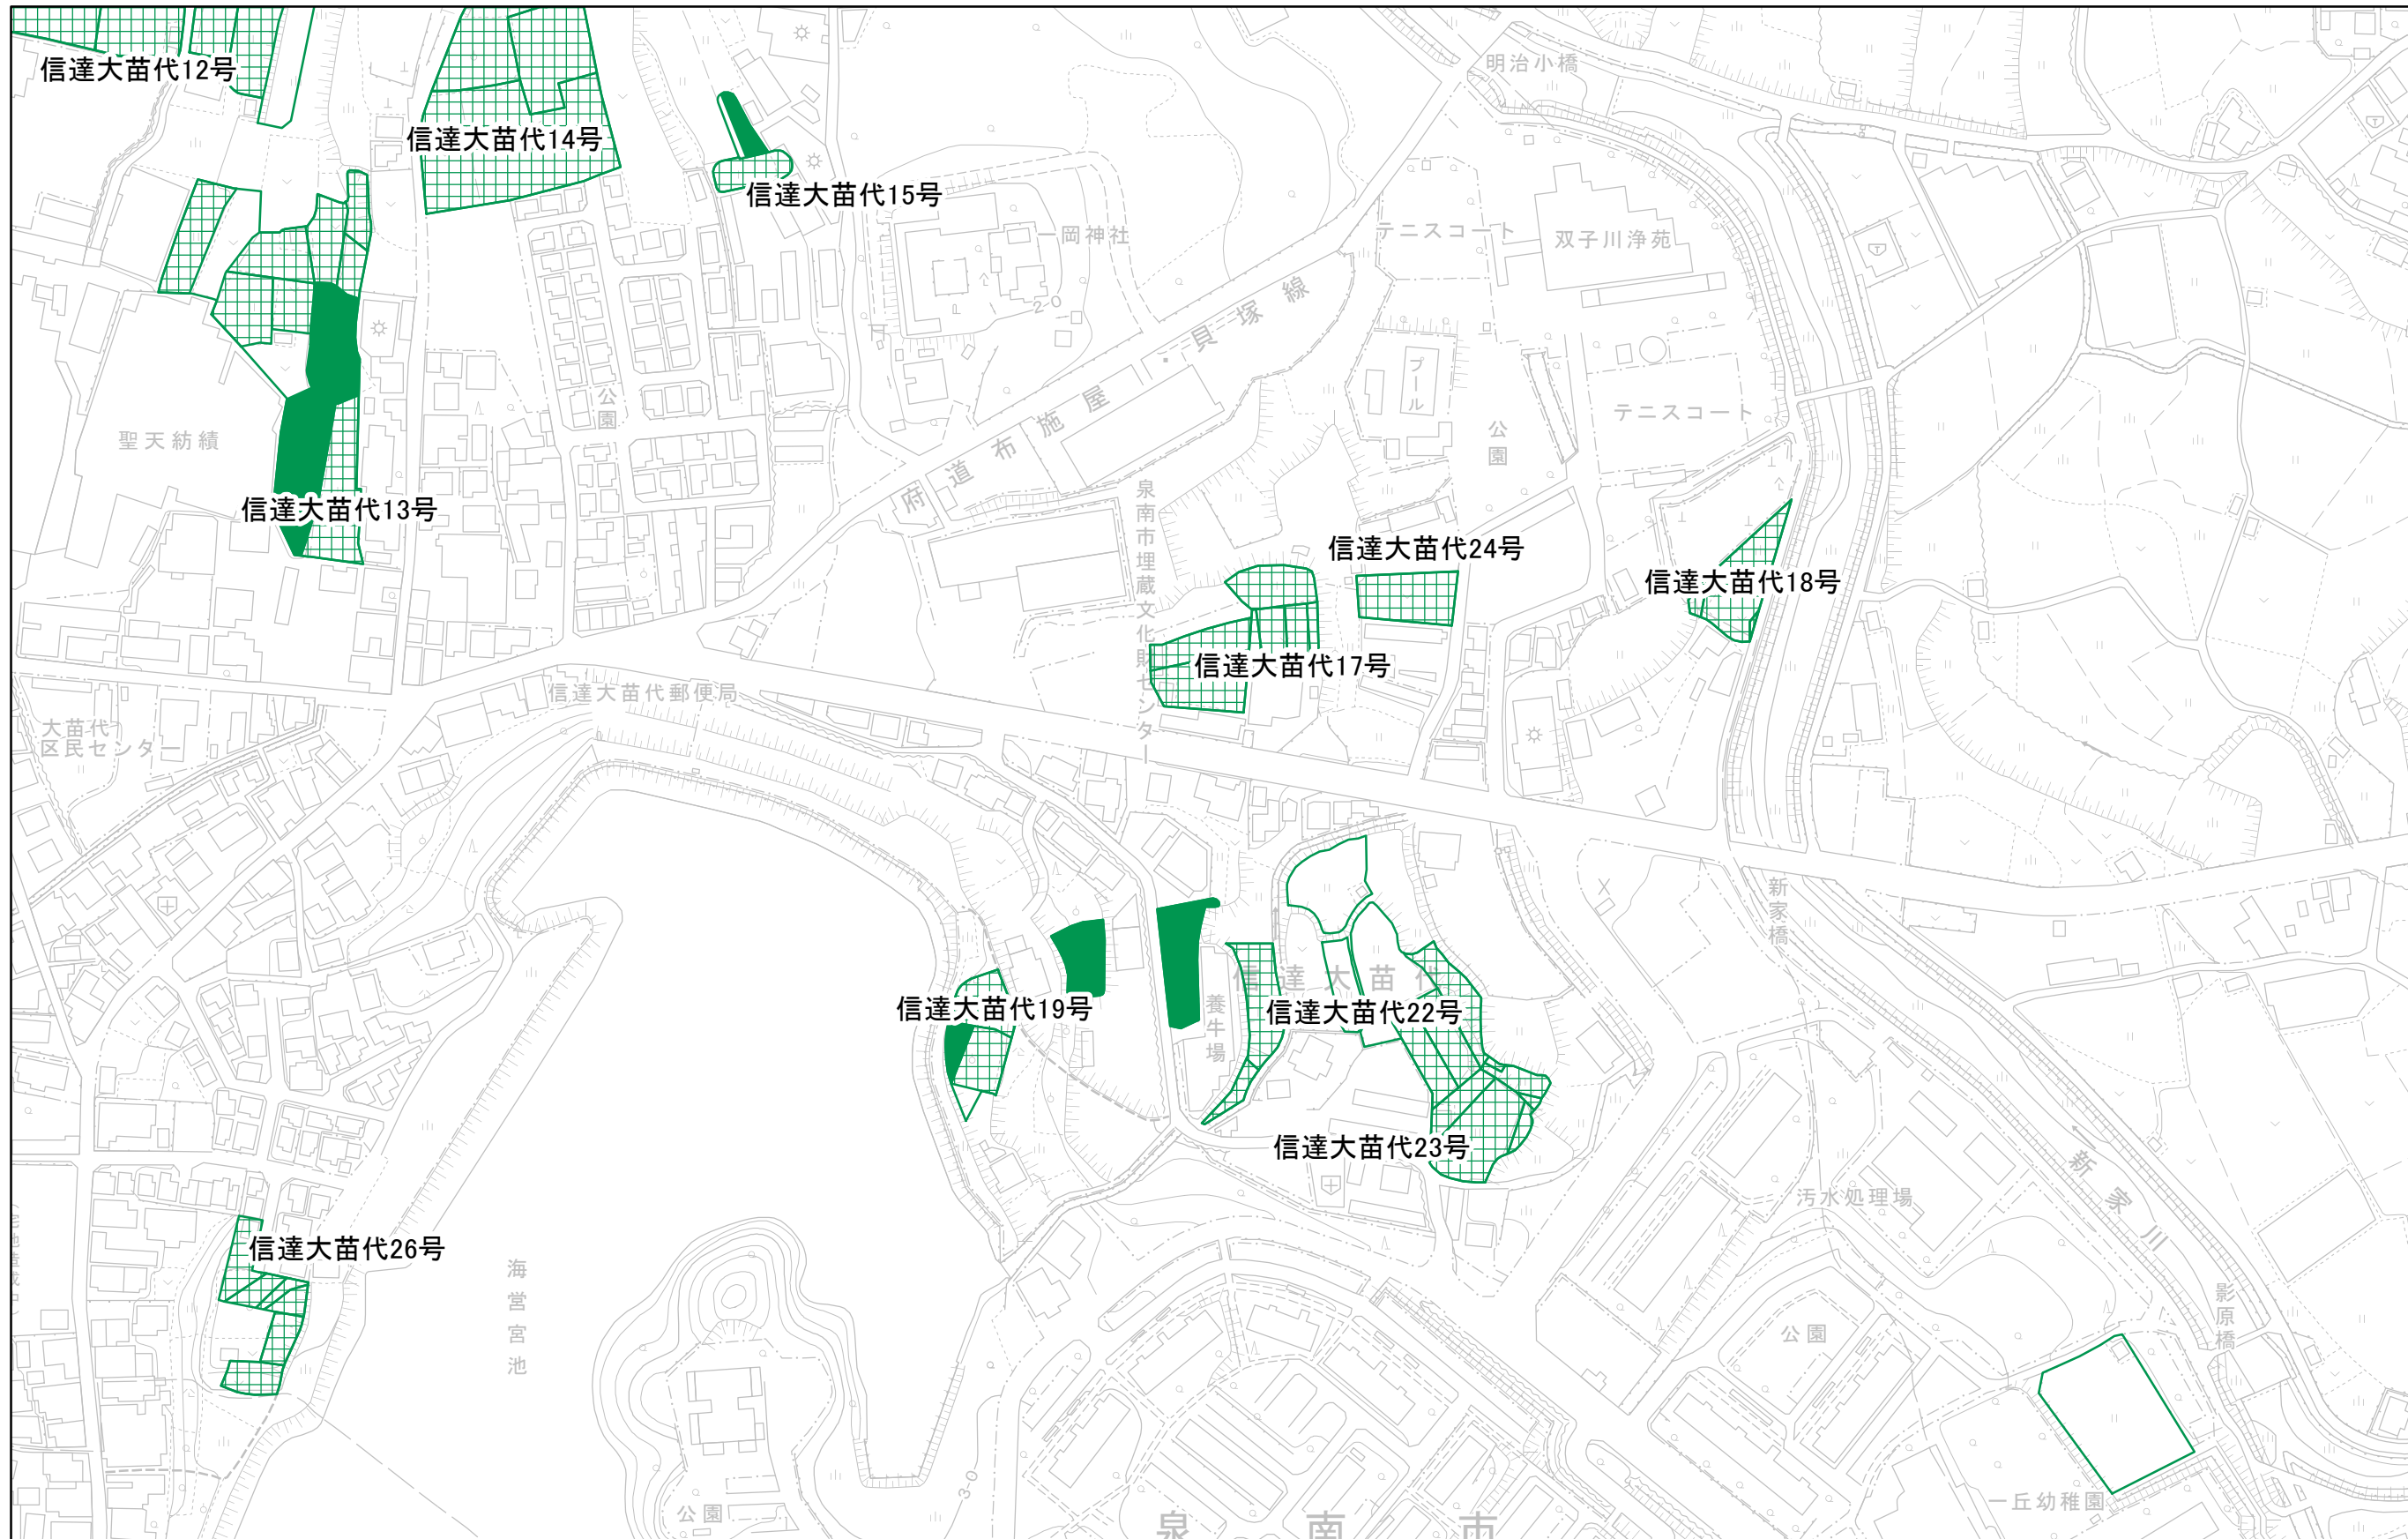 明治小橋
信達大苗代12号
信達大苗代14号
信達大苗代15号
一岡神社
テニスコート
双子川浄苑
府道布施屋・貝塚線
20
プール
公園
公園
テニスコート
聖天紡績
信達大苗代13号
泉南市埋蔵文化財センター
信達大苗代24号
信達大苗代18号
信達大苗代17号
信達大苗代郵便局
大苗代
区民センター
新家橋
信達大苗代
養牛場
信達大苗代19号
信達大苗代22号
信達大苗代23号
新家川
汚水処理場
信達大苗代26号
海営宮池
影原橋
公園
30
公園
一丘幼稚園
泉南市